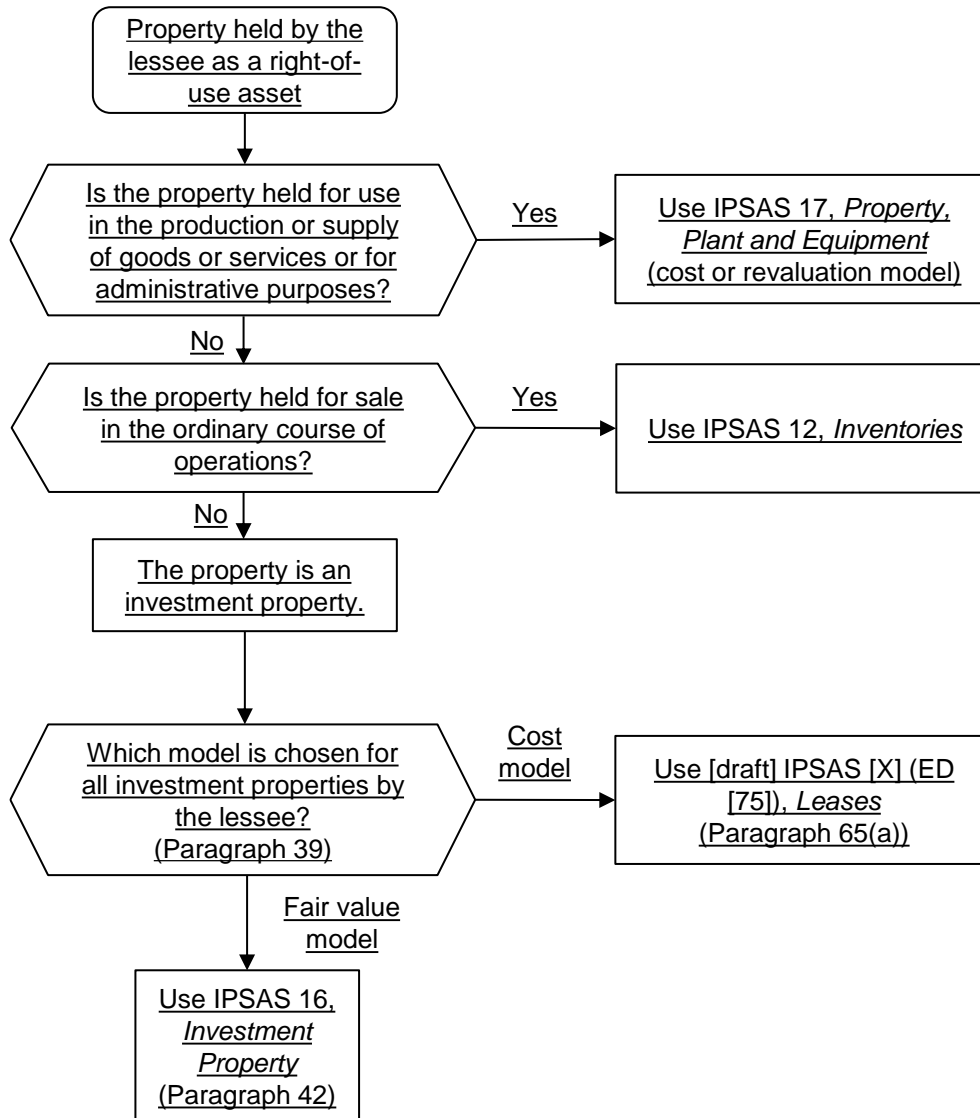 Property held by the
lessee as a right-of-
use asset
Is the property held for use
in the production or supply
of goods or services or for
administrative purposes?
Yes
Use IPSAS 17, Property,
Plant and Equipment
(cost or revaluation model)
No
Is the property held for sale
in the ordinary course of
operations?
Yes
Use IPSAS 12, Inventories
No
The property is an
investment property.
Which model is chosen for
all investment properties by
the lessee?
(Paragraph 39)
Cost
model
Use [draft] IPSAS [X] (ED
[75]), Leases
(Paragraph 65(a))
Fair value
model
Use IPSAS 16,
Investment
Property
(Paragraph 42)